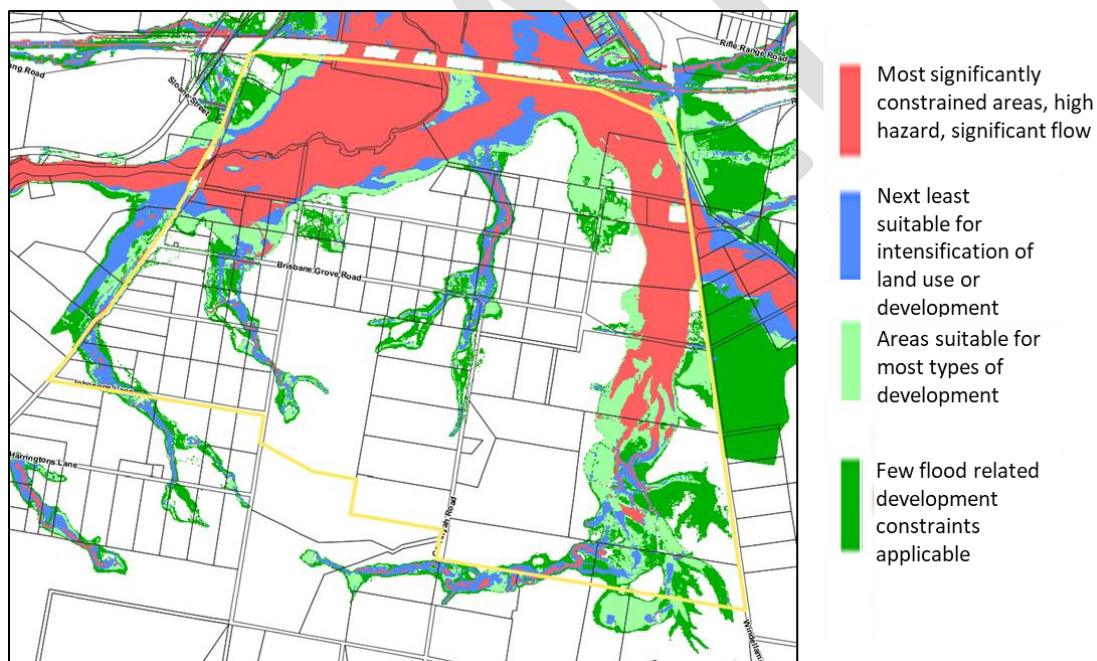 Rifle Range Road
Sloane Street
Brisbane Grove Road
Harringtons Lane
Most significantly
constrained areas, high
hazard, significant flow
Next least
suitable for
intensification of
land use or
development
Areas suitable for
most types of
development
Few flood related
development
constraints
applicable